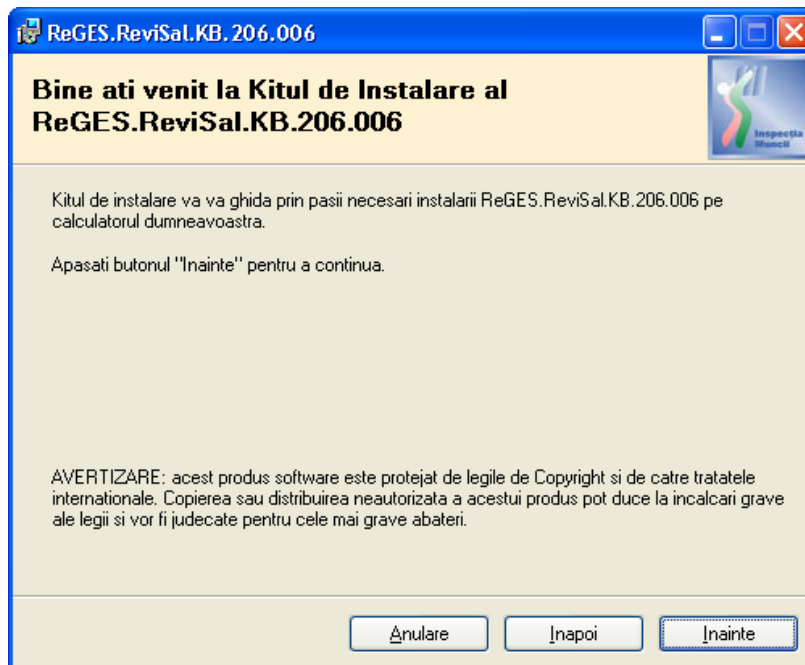 ReGES.ReviSal.KB.206.006
Bine ati venit la Kitul de Instalare al
ReGES.ReviSal.KB.206.006
Inspecția
Muncii
Kitul de instalare va va ghida prin pasii necesari instalarii ReGES.ReviSal.KB.206.006 pe
calculatorul dumneavoastra.
Apasati butonul "Inainte" pentru a continua.
AVERTIZARE: acest produs software este protejat de legile de Copyright si de catre tratatele
internationale. Copierea sau distribuirea neautorizata a acestui produs pot duce la incalcari grave
ale legii si vor fi judecate pentru cele mai grave abateri.
Anulare
Inapoi
Inainte